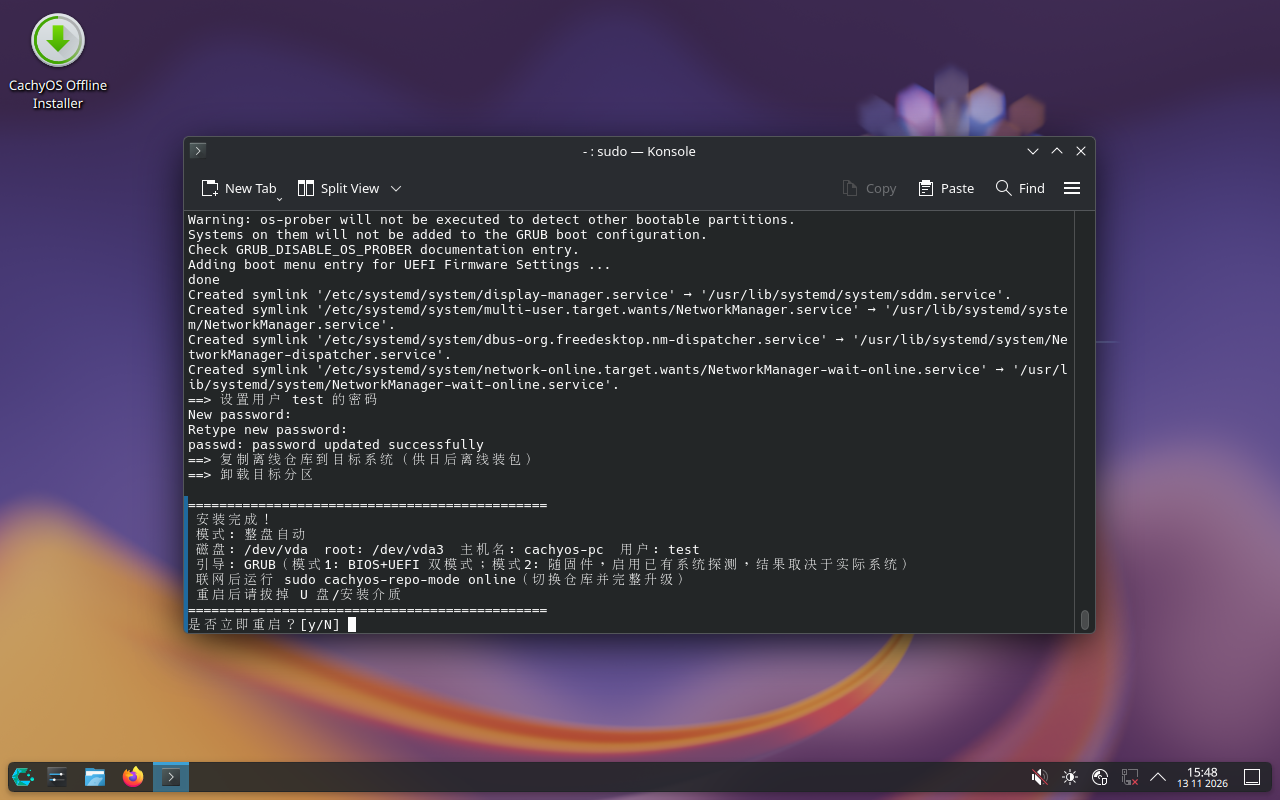 CachyOS Offline
Installer
- : sudo — Konsole
New Tab
Split View
Copy
Paste
Find
Warning: os-prober will not be executed to detect other bootable partitions.
Systems on them will not be added to the GRUB boot configuration.
Check GRUB_DISABLE_OS_PROBER documentation entry.
Adding boot menu entry for UEFI Firmware Settings ...
done
Created symlink '/etc/systemd/system/display-manager.service' → '/usr/lib/systemd/system/sddm.service'.
Created symlink '/etc/systemd/system/multi-user.target.wants/NetworkManager.service' → '/usr/lib/systemd/syste
m/NetworkManager.service'.
Created symlink '/etc/systemd/system/dbus-org.freedesktop.nm-dispatcher.service' → '/usr/lib/systemd/system/Ne
tworkManager-dispatcher.service'.
Created symlink '/etc/systemd/system/network-online.target.wants/NetworkManager-wait-online.service' → '/usr/l
ib/systemd/system/NetworkManager-wait-online.service'.
==> 设置用户 test 的密码
New password:
Retype new password:
passwd: password updated successfully
==> 复制离线仓库到目标系统（供日后离线装包）
==> 卸载目标分区
=============================================
安装完成！
模式: 整盘自动
磁盘: /dev/vda  root: /dev/vda3  主机名: cachyos-pc  用户: test
引导: GRUB（模式1: BIOS+UEFI 双模式；模式2: 随固件，启用已有系统探测，结果取决于实际系统）
联网后运行 sudo cachyos-repo-mode online（切换仓库并完整升级）
重启后请拔掉 U 盘/安装介质
=============================================
是否立即重启？[y/N]
15:48
13 11 2026